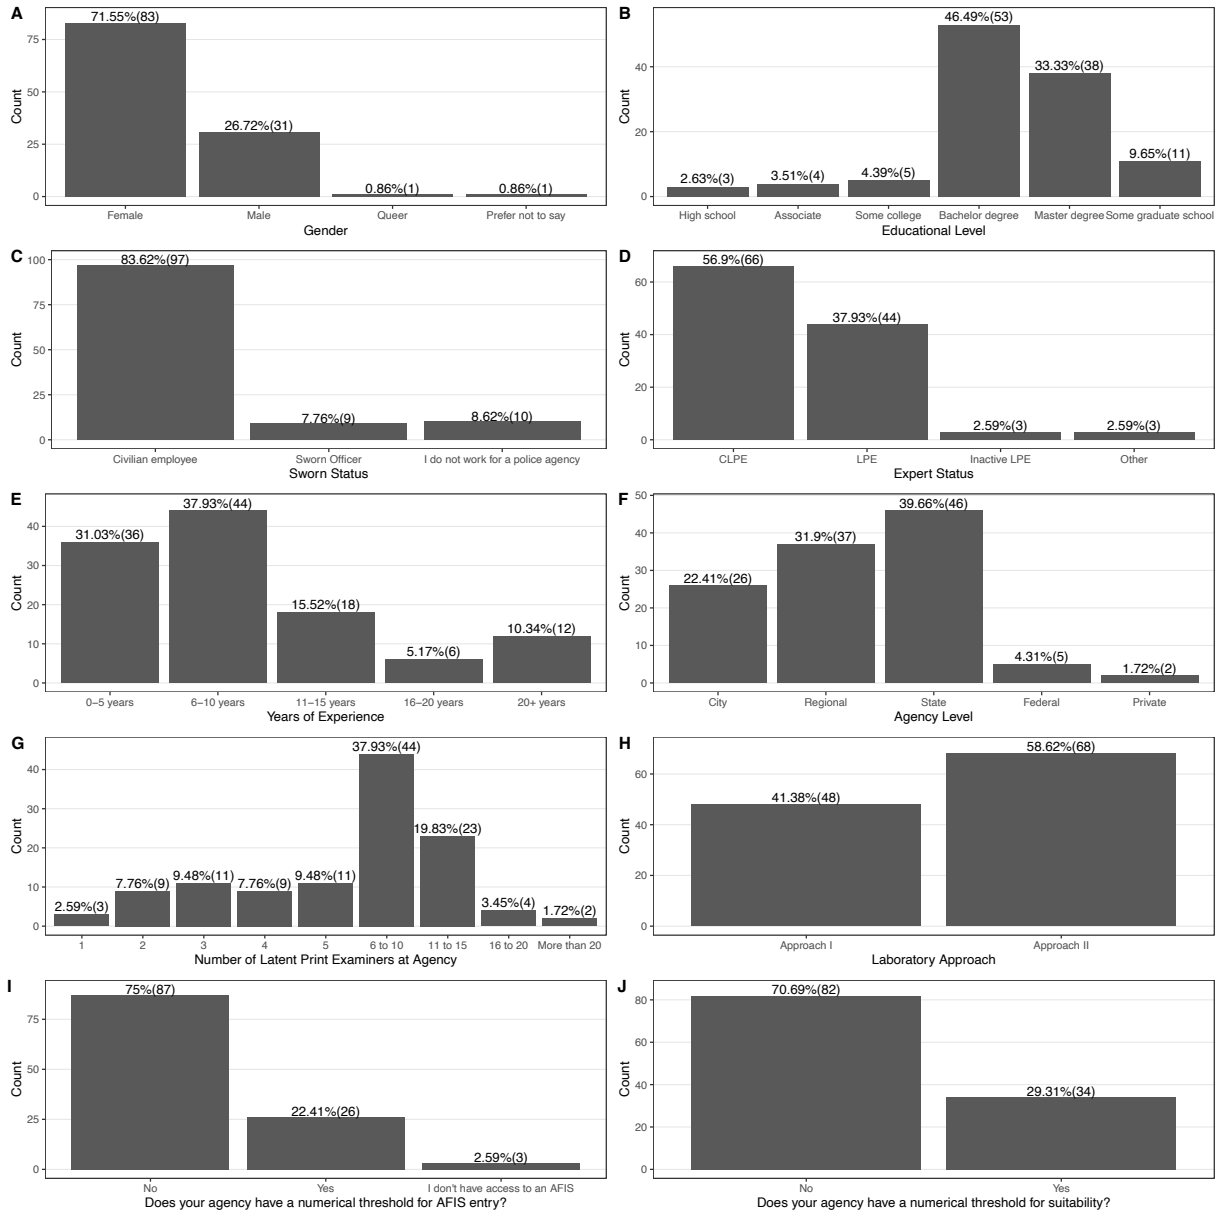 A
71.55%(83)
26.72%(31)
0.86%(1)
0.86%(1)
75
50
25
0
Count
Female Male Queer Prefer not to say
Gender
B
46.49%(53)
33.33%(38)
9.65%(11)
2.63%(3)
3.51%(4)
4.39%(5)
40
20
0
Count
High school Associate Some college Bachelor degree Master degree Some graduate school
Educational Level
C
83.62%(97)
7.76%(9)
8.62%(10)
100
75
50
25
0
Count
Civilian employee Sworn Officer I do not work for a police agency
Sworn Status
D
56.9%(66)
37.93%(44)
2.59%(3)
2.59%(3)
60
40
20
0
Count
CLPE LPE Inactive LPE Other
Expert Status
E
37.93%(44)
31.03%(36)
15.52%(18)
5.17%(6)
10.34%(12)
40
30
20
10
0
Count
0–5 years 6–10 years 11–15 years 16–20 years 20+ years
Years of Experience
F
39.66%(46)
31.9%(37)
22.41%(26)
4.31%(5)
1.72%(2)
50
40
30
20
10
0
Count
City Regional State Federal Private
Agency Level
G
37.93%(44)
19.83%(23)
2.59%(3)
7.76%(9)
9.48%(11)
7.76%(9)
9.48%(11)
3.45%(4)
1.72%(2)
40
30
20
10
0
Count
1 2 3 4 5 6 to 10 11 to 15 16 to 20 More than 20
Number of Latent Print Examiners at Agency
H
58.62%(68)
41.38%(48)
60
40
20
0
Count
Approach I Approach II
Laboratory Approach
I
75%(87)
22.41%(26)
2.59%(3)
75
50
25
0
Count
No Yes I don't have access to an AFIS
Does your agency have a numerical threshold for AFIS entry?
J
70.69%(82)
29.31%(34)
80
60
40
20
0
Count
No Yes
Does your agency have a numerical threshold for suitability?